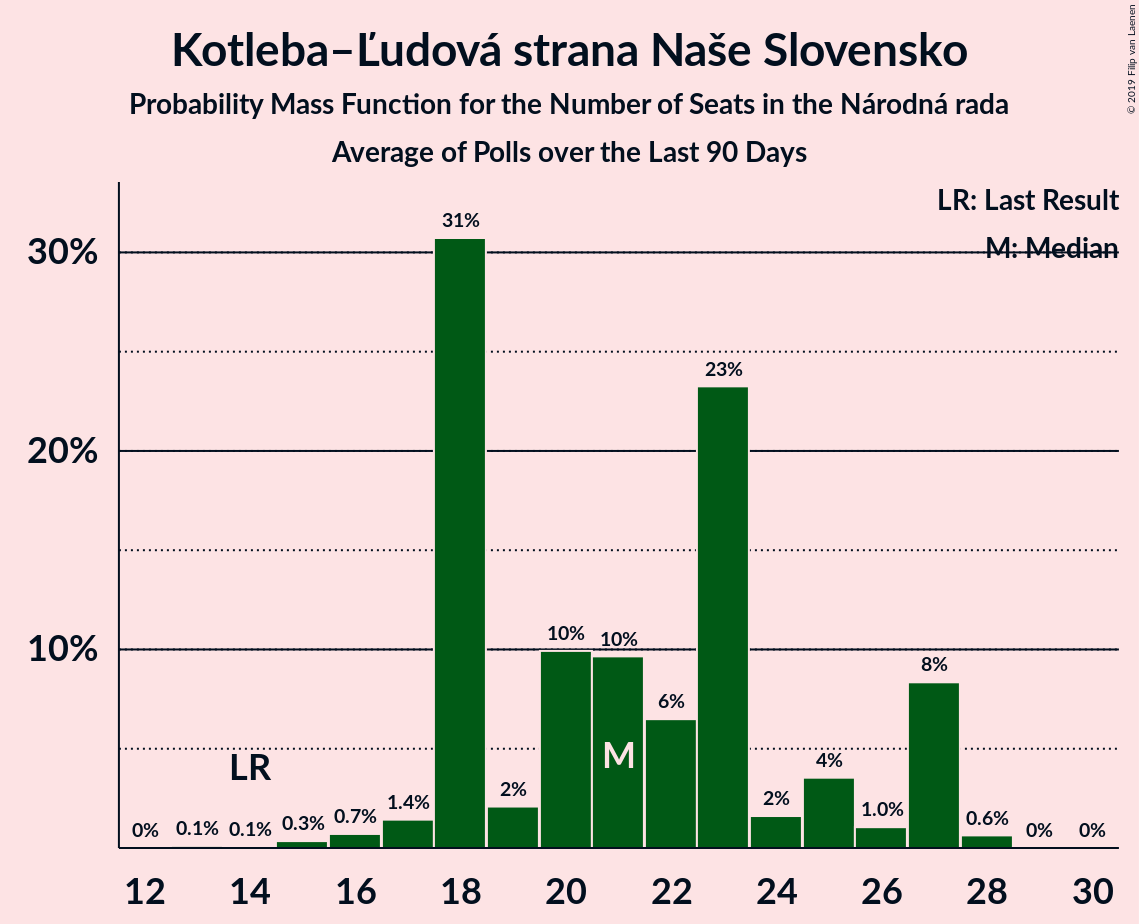 Kotleba–Ľudová strana Naše Slovensko
Probability Mass Function for the Number of Seats in the Národná rada
Average of Polls over the Last 90 Days
© 2019 Filip van Laenen
LR: Last Result
M: Median
30%
20%
10%
0%
0.1%
0.1%
0.3%
0.7%
1.4%
31%
2%
10%
10%
6%
23%
2%
4%
1.0%
8%
0.6%
0%
0%
LR
M
12 14 16 18 20 22 24 26 28 30